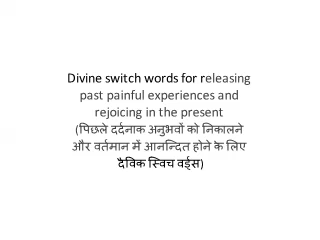 Divine switch words for releasing
past painful experiences and
rejoicing in the present
(पिछले दर्दनाक अनुभवों को निकालने
और वर्तमान में आनन्दित होने के लिए
दैविक स्विच वर्ड्स)